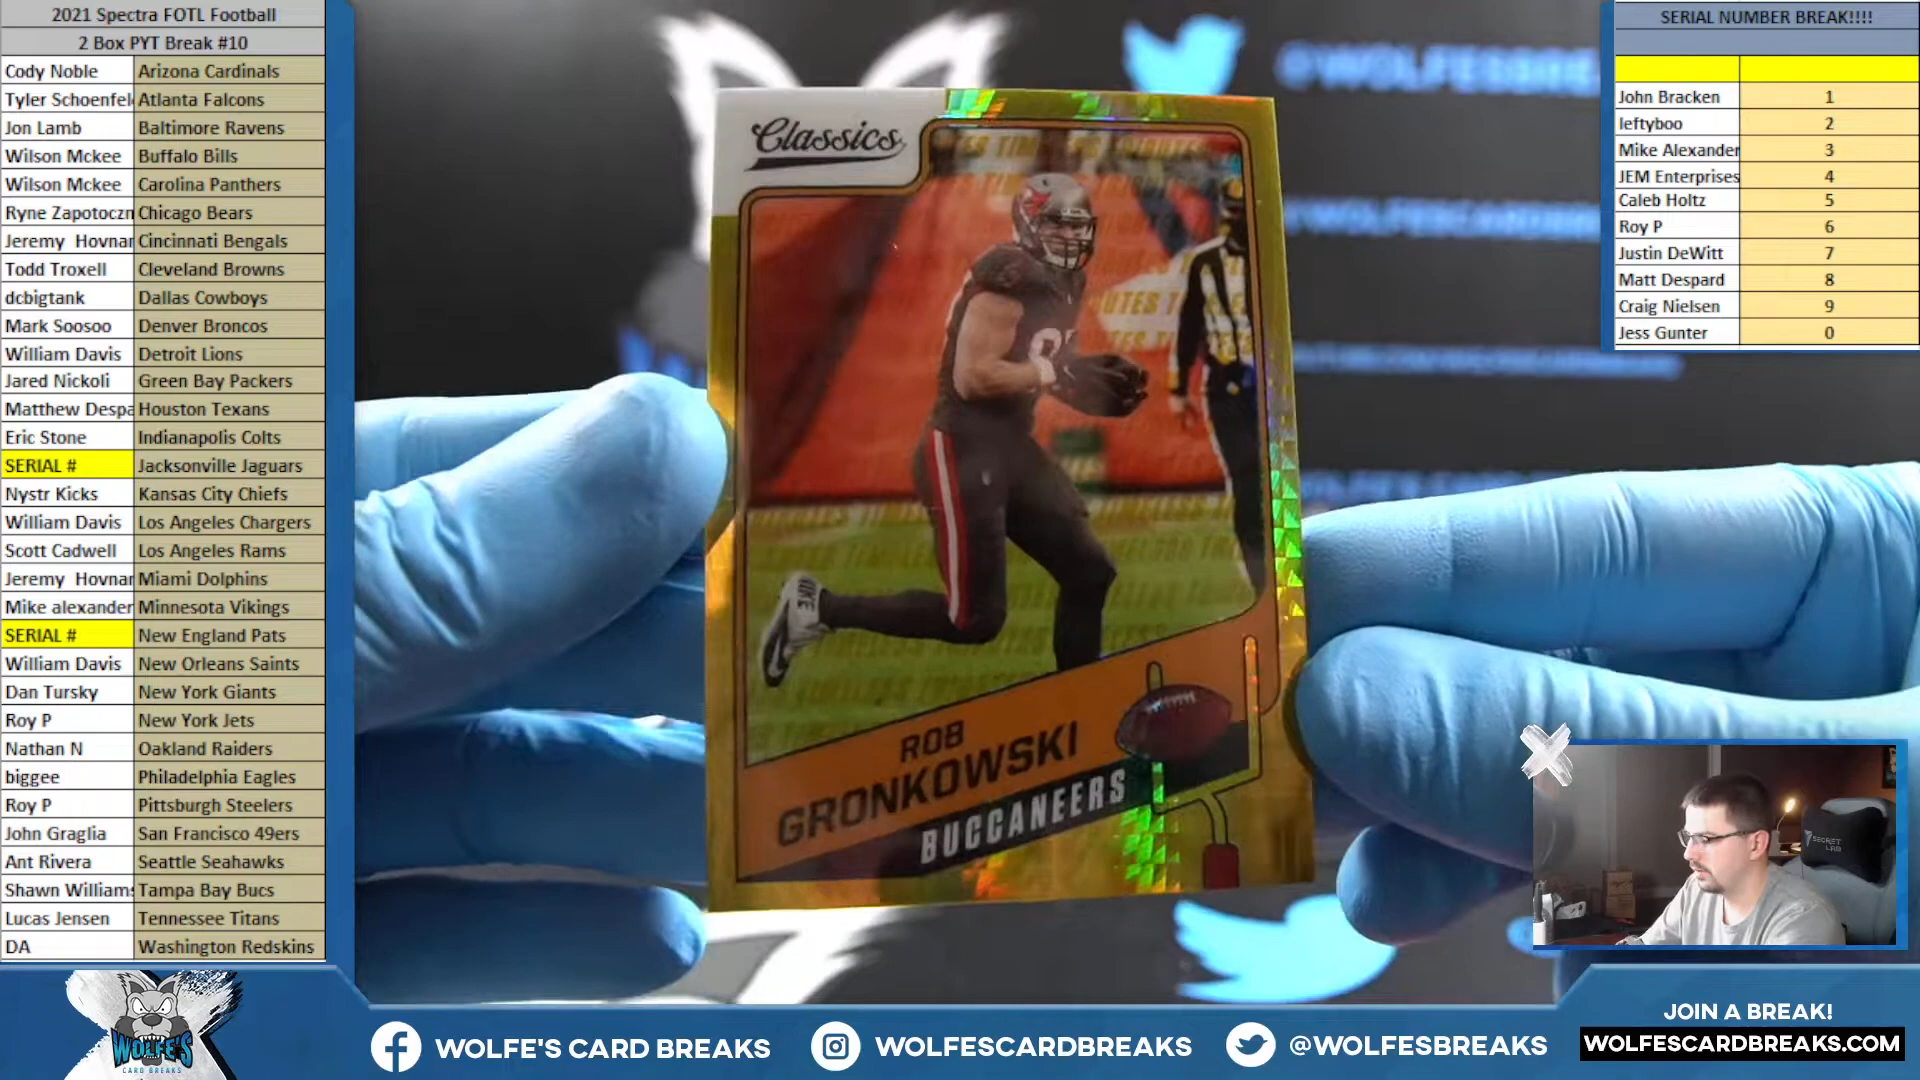 2021 Spectra FOTL Football
2 Box PYT Break #10
Cody Noble Arizona Cardinals
Tyler Schoenfel Atlanta Falcons
Jon Lamb Baltimore Ravens
Wilson Mckee Buffalo Bills
Wilson Mckee Carolina Panthers
Ryne Zapotoczn Chicago Bears
Jeremy Hovnar Cincinnati Bengals
Todd Troxell Cleveland Browns
dcbigtank Dallas Cowboys
Mark Soosoo Denver Broncos
William Davis Detroit Lions
Jared Nickoli Green Bay Packers
Matthew Despa Houston Texans
Eric Stone Indianapolis Colts
SERIAL # Jacksonville Jaguars
Nystr Kicks Kansas City Chiefs
William Davis Los Angeles Chargers
Scott Cadwell Los Angeles Rams
Jeremy Hovnar Miami Dolphins
Mike alexander Minnesota Vikings
SERIAL # New England Pats
William Davis New Orleans Saints
Dan Tursky New York Giants
Roy P New York Jets
Nathan N Oakland Raiders
biggee Philadelphia Eagles
Roy P Pittsburgh Steelers
John Graglia San Francisco 49ers
Ant Rivera Seattle Seahawks
Shawn Williams Tampa Bay Bucs
Lucas Jensen Tennessee Titans
DA Washington Redskins
Classics
ROB
GRONKOWSKI
BUCCANEERS
@WOLFESBRE
SERIAL NUMBER BREAK!!!!
John Bracken 1
leftyboo 2
Mike Alexander 3
JEM Enterprises 4
Caleb Holtz 5
Roy P 6
Justin DeWitt 7
Matt Despard 8
Craig Nielsen 9
Jess Gunter 0
SECRET
LAB
WOLFE'S
CARD BREAKS
WOLFE'S CARD BREAKS
WOLFESCARDBREAKS
@WOLFESBREAKS
JOIN A BREAK!
WOLFESCARDBREAKS.COM